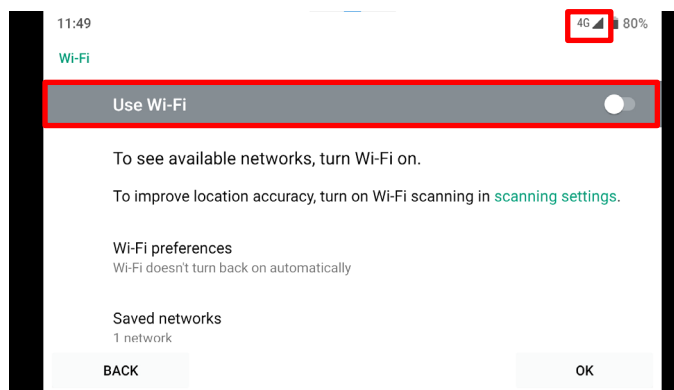 11:49
4G 80%
Wi-Fi
Use Wi-Fi
To see available networks, turn Wi-Fi on.
To improve location accuracy, turn on Wi-Fi scanning in scanning settings.
Wi-Fi preferences
Wi-Fi doesn't turn back on automatically
Saved networks
1 network
BACK
OK